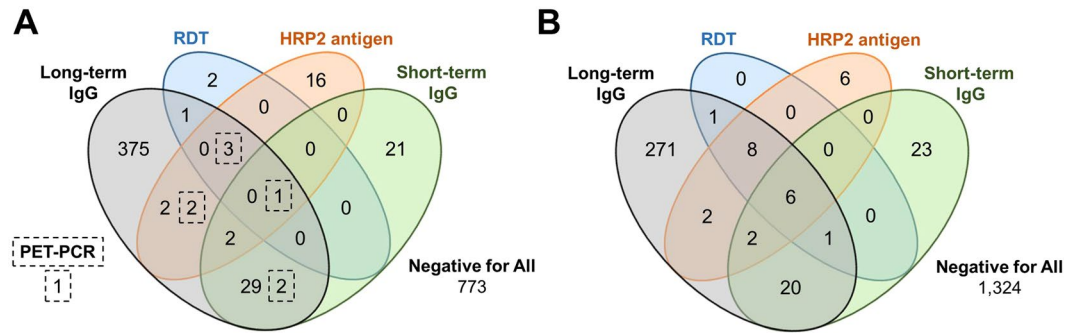 A
RDT
HRP2 antigen
Long-term
IgG
Short-term
IgG
2
16
1
0
0
375
0 3
0
21
2 2
0 1
0
2
0
PET-PCR
1
29 2
Negative for All
773
B
RDT
HRP2 antigen
Long-term
IgG
Short-term
IgG
0
6
1
0
0
271
8
0
23
2
6
0
2
1
20
Negative for All
1,324